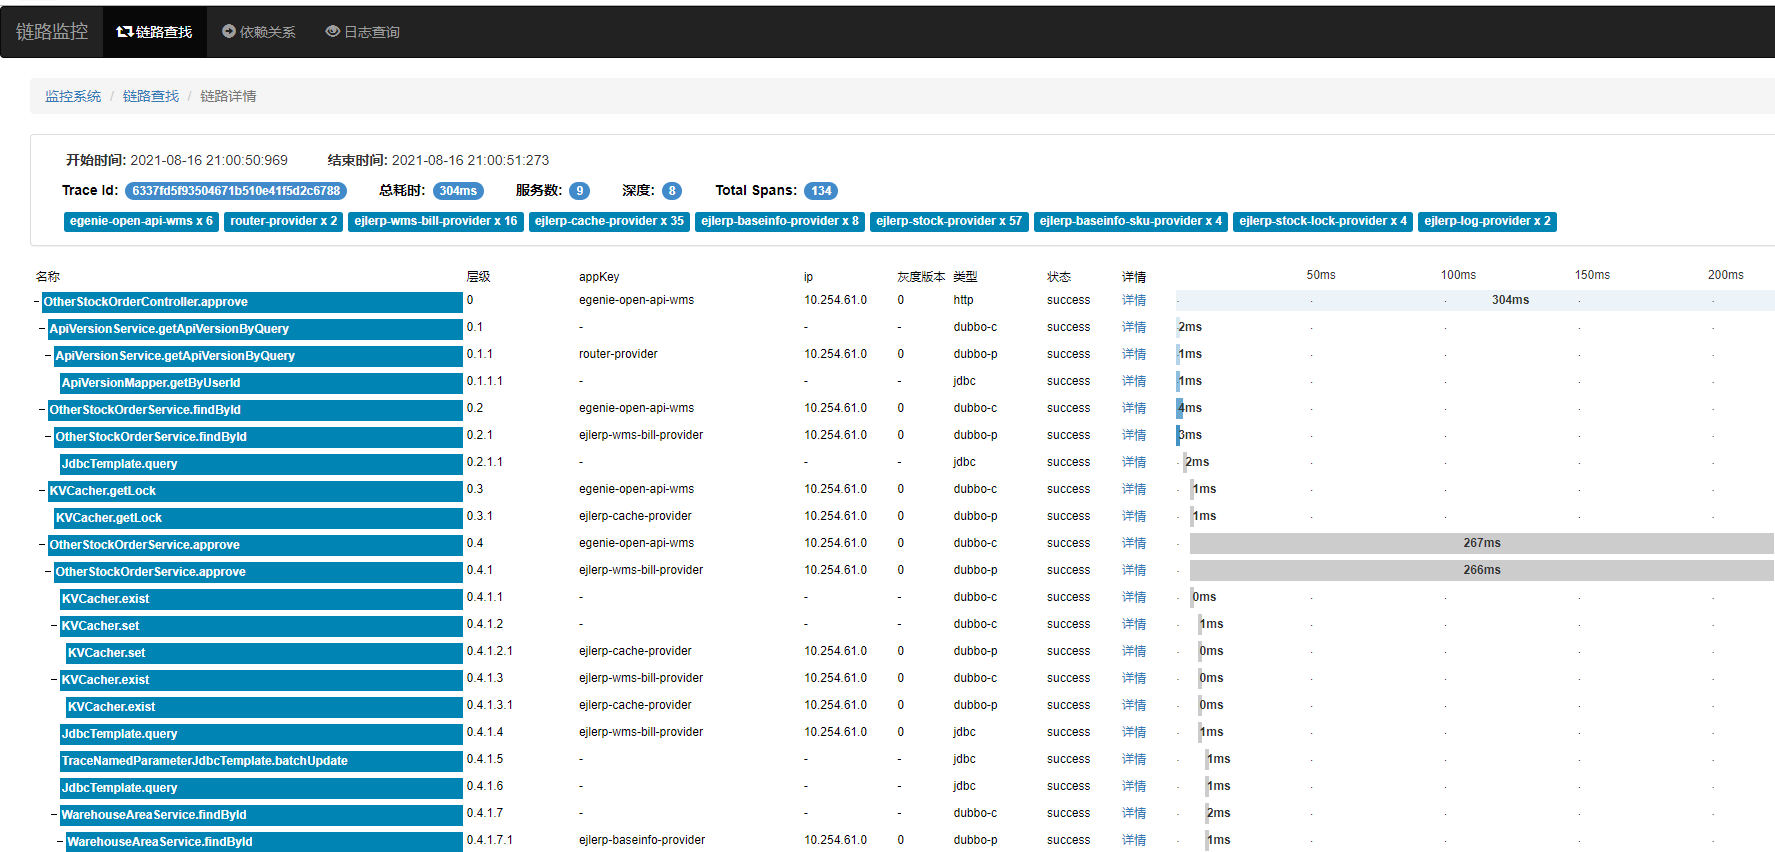 链路监控 链路查找 依赖关系 日志查询
监控系统 / 链路查找 / 链路详情
开始时间: 2021-08-16 21:00:50:969 结束时间: 2021-08-16 21:00:51:273
Trace Id: 6337fd5f93504671b510e41f5d2c6788 总耗时: 304ms 服务数: 9 深度: 8 Total Spans: 134
egenie-open-api-wms x 6 router-provider x 2 ejlerp-wms-bill-provider x 16 ejlerp-cache-provider x 35 ejlerp-baseinfo-provider x 8 ejlerp-stock-provider x 57 ejlerp-baseinfo-sku-provider x 4 ejlerp-stock-lock-provider x 4 ejlerp-log-provider x 2
名称 层级 appKey ip 灰度版本 类型 状态 详情 50ms 100ms 150ms 200ms
OtherStockOrderController.approve 0 egenie-open-api-wms 10.254.61.0 0 http success 详情 304ms
ApiVersionService.getApiVersionByQuery 0.1 - - - dubbo-c success 详情 2ms
ApiVersionService.getApiVersionByQuery 0.1.1 router-provider 10.254.61.0 0 dubbo-p success 详情 1ms
ApiVersionMapper.getByUserId 0.1.1.1 - - - jdbc success 详情 1ms
OtherStockOrderService.findById 0.2 egenie-open-api-wms 10.254.61.0 0 dubbo-c success 详情 4ms
OtherStockOrderService.findById 0.2.1 ejlerp-wms-bill-provider 10.254.61.0 0 dubbo-p success 详情 3ms
JdbcTemplate.query 0.2.1.1 - - - jdbc success 详情 2ms
KVCacher.getLock 0.3 egenie-open-api-wms 10.254.61.0 0 dubbo-c success 详情 1ms
KVCacher.getLock 0.3.1 ejlerp-cache-provider 10.254.61.0 0 dubbo-p success 详情 1ms
OtherStockOrderService.approve 0.4 egenie-open-api-wms 10.254.61.0 0 dubbo-c success 详情 267ms
OtherStockOrderService.approve 0.4.1 ejlerp-wms-bill-provider 10.254.61.0 0 dubbo-p success 详情 266ms
KVCacher.exist 0.4.1.1 - - - dubbo-c success 详情 0ms
KVCacher.set 0.4.1.2 - - - dubbo-c success 详情 1ms
KVCacher.set 0.4.1.2.1 ejlerp-cache-provider 10.254.61.0 0 dubbo-p success 详情 0ms
KVCacher.exist 0.4.1.3 ejlerp-wms-bill-provider 10.254.61.0 0 dubbo-c success 详情 0ms
KVCacher.exist 0.4.1.3.1 ejlerp-cache-provider 10.254.61.0 0 dubbo-p success 详情 0ms
JdbcTemplate.query 0.4.1.4 ejlerp-wms-bill-provider 10.254.61.0 0 jdbc success 详情 1ms
TraceNamedParameterJdbcTemplate.batchUpdate 0.4.1.5 - - - jdbc success 详情 1ms
JdbcTemplate.query 0.4.1.6 - - - jdbc success 详情 1ms
WarehouseAreaService.findById 0.4.1.7 - - - dubbo-c success 详情 2ms
WarehouseAreaService.findById 0.4.1.7.1 ejlerp-baseinfo-provider 10.254.61.0 0 dubbo-p success 详情 1ms